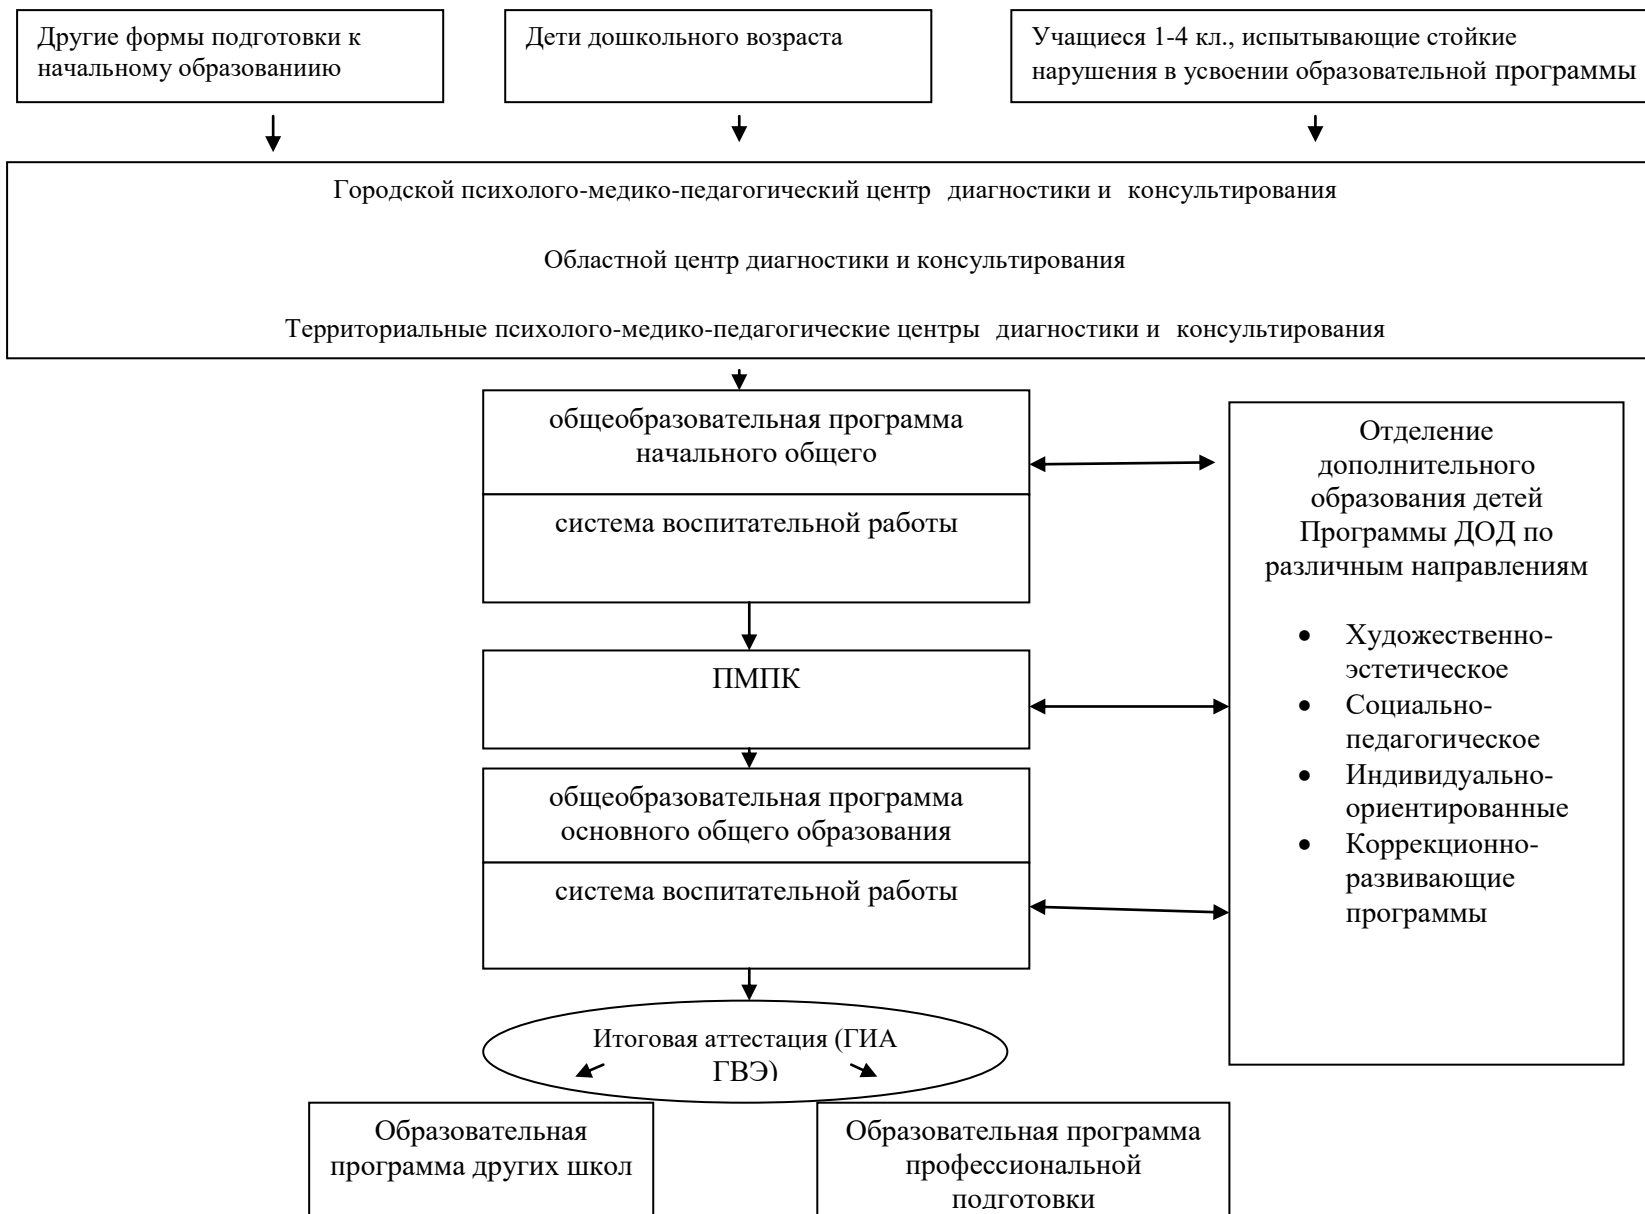 Другие формы подготовки к
начальному образованиию
Дети дошкольного возраста
Учащиеся 1-4 кл., испытывающие стойкие
нарушения в усвоении образовательной программы
Городской психолого-медико-педагогический центр диагностики и консультирования
Областной центр диагностики и консультирования
Территориальные психолого-медико-педагогические центры диагностики и консультирования
общеобразовательная программа
начального общего
система воспитательной работы
ПМПК
общеобразовательная программа
основного общего образования
система воспитательной работы
Отделение
дополнительного
образования детей
Программы ДОД по
различным направлениям
• Художественно-
эстетическое
• Социально-
педагогическое
• Индивидуально-
ориентированные
• Коррекционно-
развивающие
программы
Итоговая аттестация (ГИА
ГВЭ)
Образовательная
программа других школ
Образовательная программа
профессиональной
подготовки